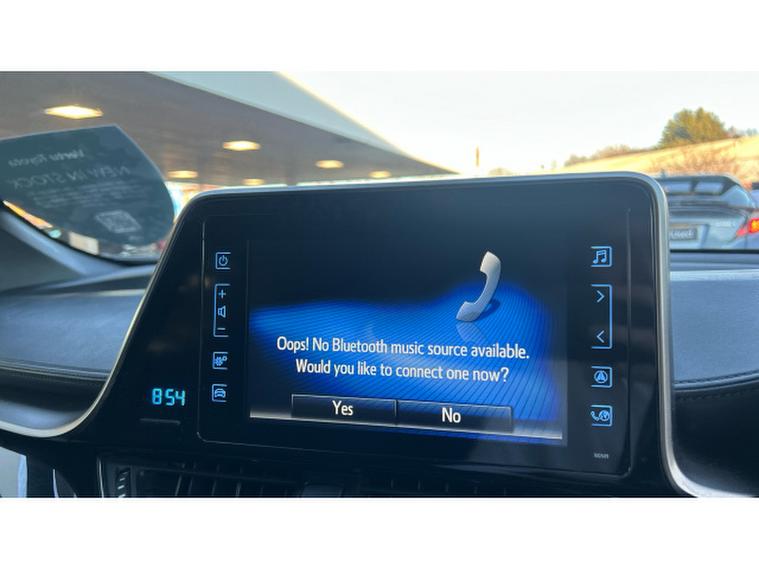 NEW IN STOCK
Oops! No Bluetooth music source available.
Would you like to connect one now?
Yes
No
8:54